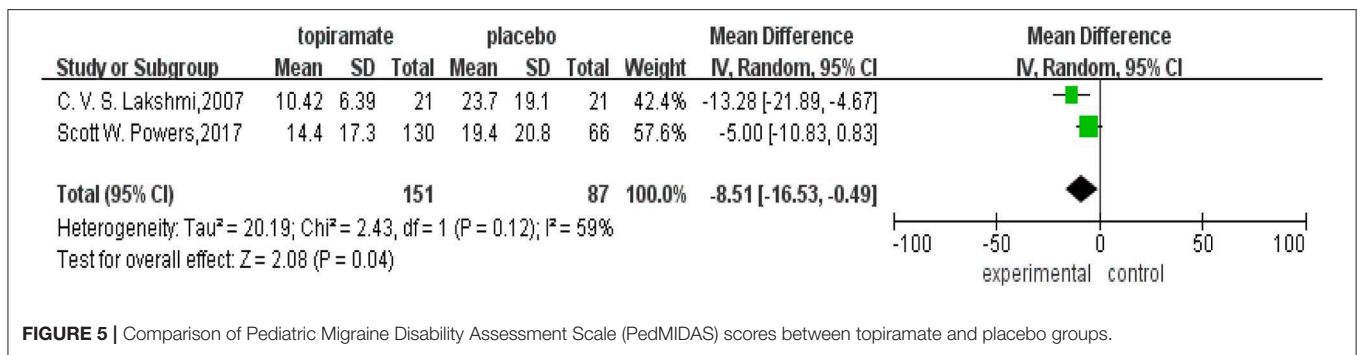 topiramate placebo Mean Difference Mean Difference
Study or Subgroup Mean SD Total Mean SD Total Weight IV, Random, 95% CI IV, Random, 95% CI
C. V. S. Lakshmi,2007 10.42 6.39 21 23.7 19.1 21 42.4% -13.28 [-21.89, -4.67]
Scott W. Powers,2017 14.4 17.3 130 19.4 20.8 66 57.6% -5.00 [-10.83, 0.83]
Total (95% CI) 151 87 100.0% -8.51 [-16.53, -0.49]
Heterogeneity: Tau² = 20.19; Chi² = 2.43, df = 1 (P = 0.12); I² = 59%
Test for overall effect: Z = 2.08 (P = 0.04)
-100 -50 0 50 100
experimental control
FIGURE 5 | Comparison of Pediatric Migraine Disability Assessment Scale (PedMIDAS) scores between topiramate and placebo groups.